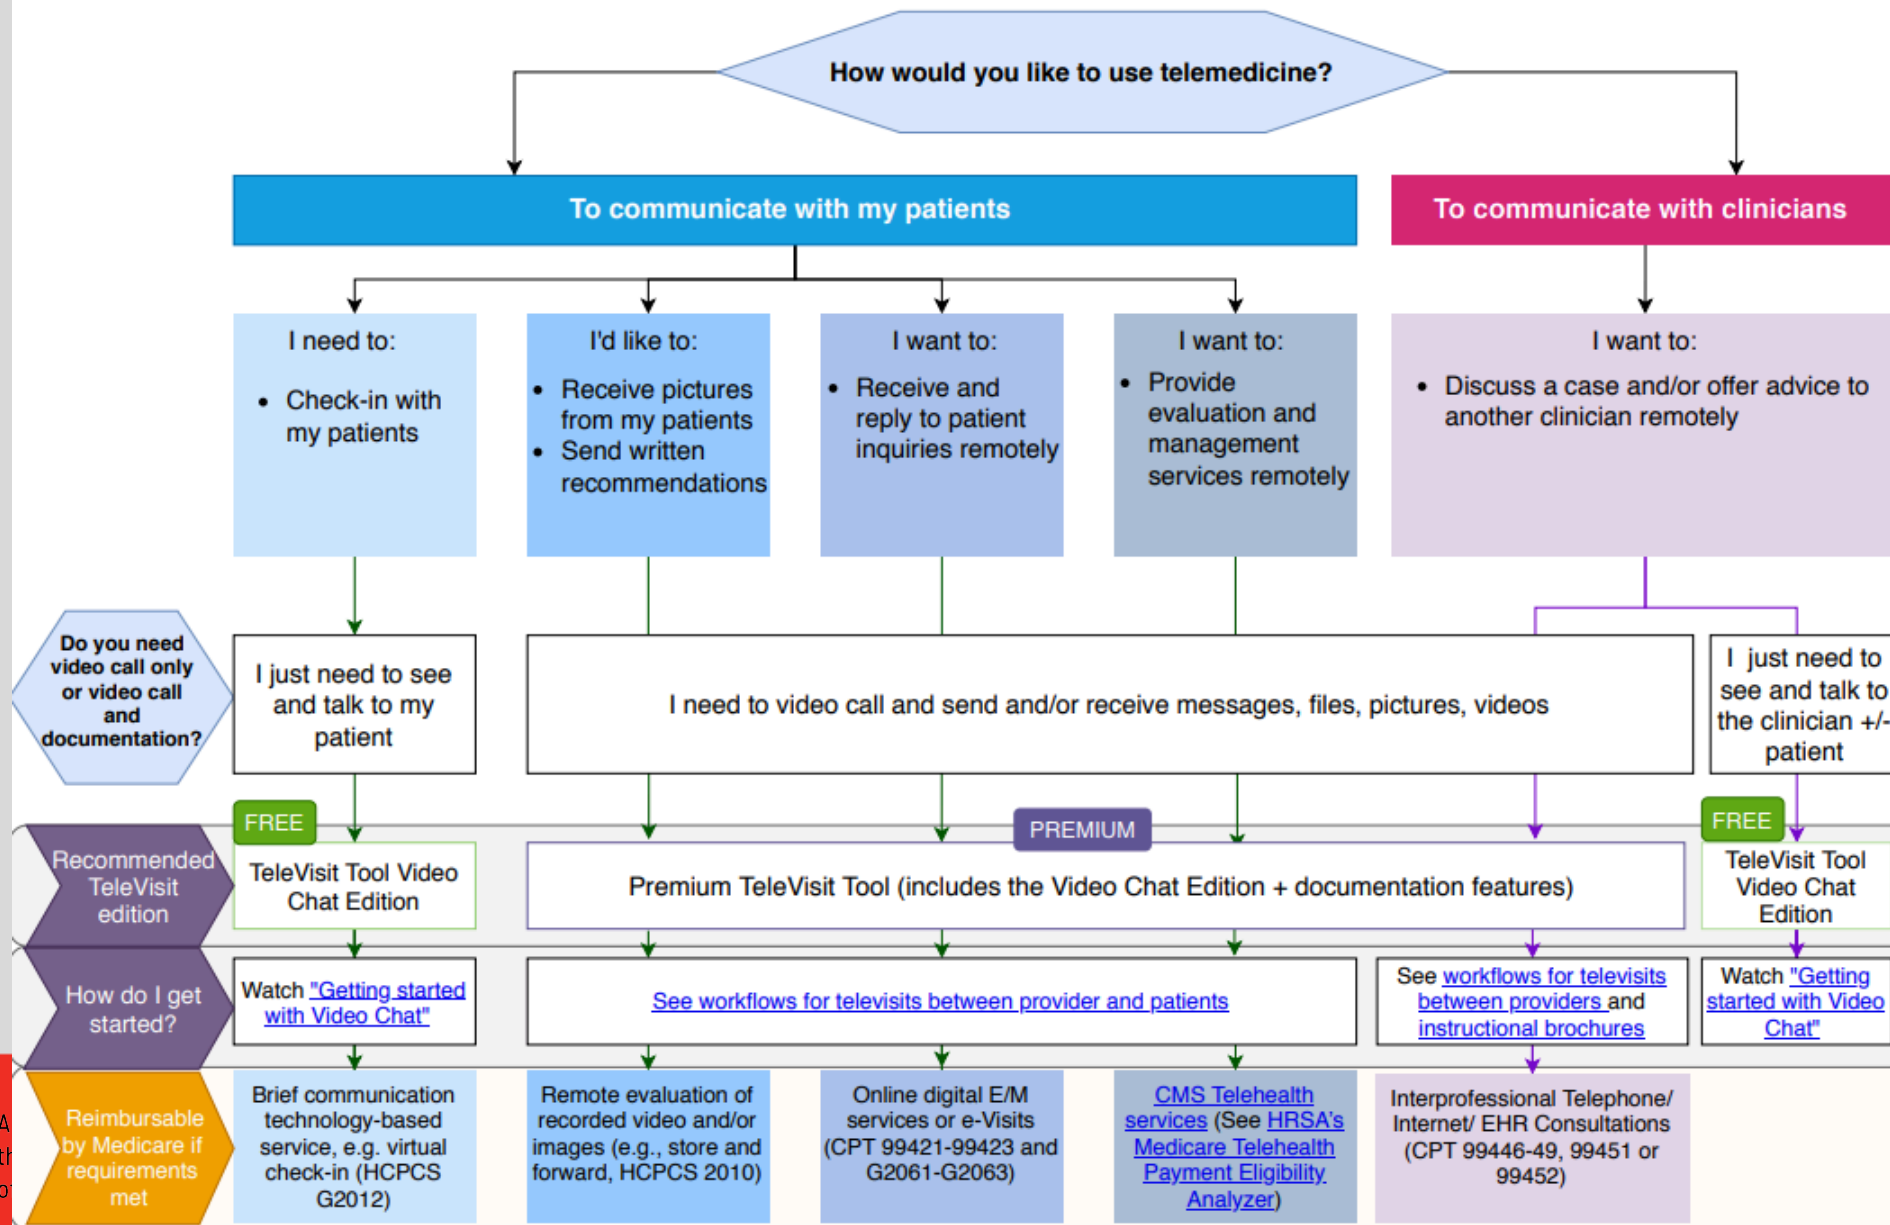 How would you like to use telemedicine?
To communicate with my patients
To communicate with clinicians
I need to:
• Check-in with
my patients
I'd like to:
• Receive pictures
from my patients
• Send written
recommendations
I want to:
• Receive and
reply to patient
inquiries remotely
I want to:
• Provide
evaluation and
management
services remotely
I want to:
• Discuss a case and/or offer advice to
another clinician remotely
Do you need
video call only
or video call
and
documentation?
I just need to see
and talk to my
patient
I need to video call and send and/or receive messages, files, pictures, videos
I just need to
see and talk to
the clinician +/-
patient
Recommended
TeleVisit
edition
FREE
TeleVisit Tool Video
Chat Edition
PREMIUM
Premium TeleVisit Tool (includes the Video Chat Edition + documentation features)
FREE
TeleVisit Tool
Video Chat
Edition
How do I get
started?
Watch "Getting started
with Video Chat"
See workflows for televisits between provider and patients
See workflows for televisits
between providers and
instructional brochures
Watch "Getting
started with Video
Chat"
Reimbursable
by Medicare if
requirements
met
Brief communication
technology-based
service, e.g. virtual
check-in (HCPCS
G2012)
Remote evaluation of
recorded video and/or
images (e.g., store and
forward, HCPCS 2010)
Online digital E/M
services or e-Visits
(CPT 99421-99423 and
G2061-G2063)
CMS Telehealth
services (See HRSA's
Medicare Telehealth
Payment Eligibility
Analyzer)
Interprofessional Telephone/
Internet/ EHR Consultations
(CPT 99446-49, 99451 or
99452)